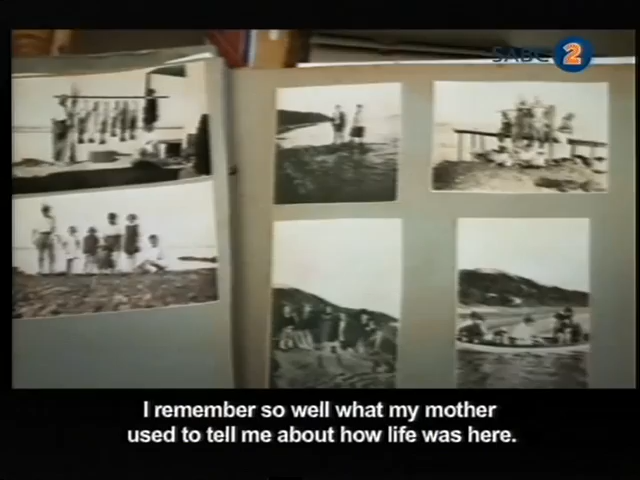 SABC 2
I remember so well what my mother
used to tell me about how life was here.